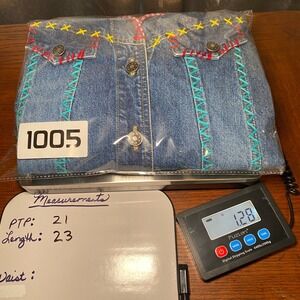 1005
Measurements
PTP: 21
Length: 23
Waist:
128